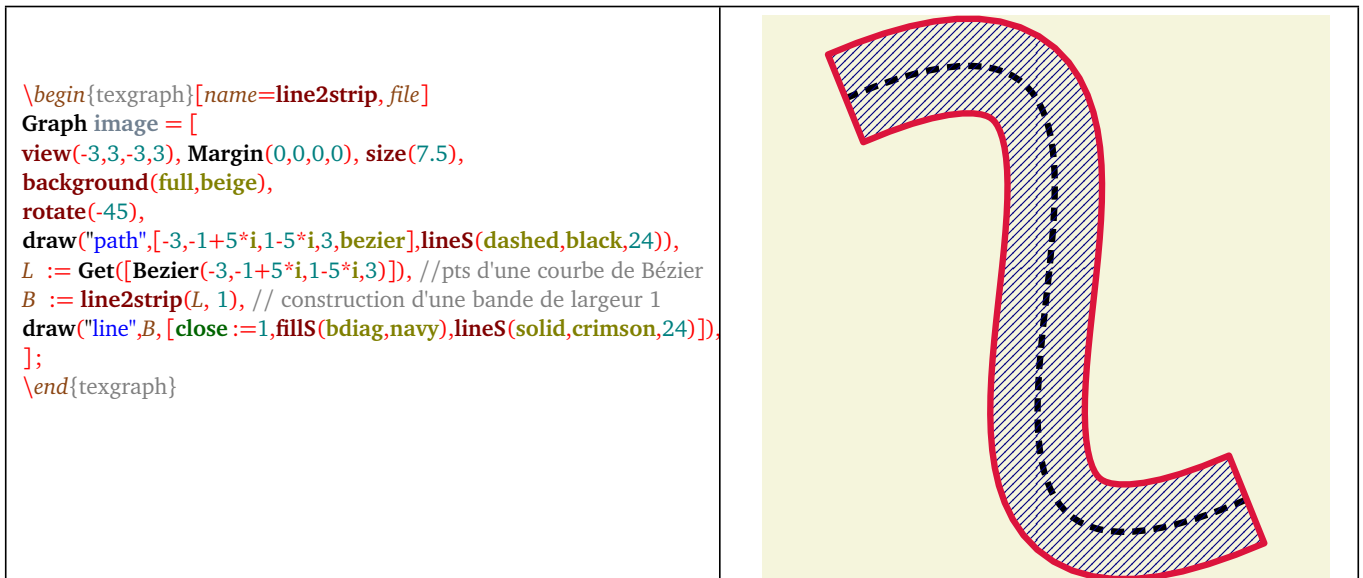 \begin{texgraph}[name=line2strip, file]
Graph image = [
view(-3,3,-3,3), Margin(0,0,0,0), size(7.5),
background(full,beige),
rotate(-45),
draw("path",[-3,-1+5*i,1-5*i,3,bezier],lineS(dashed,black,24)),
L := Get([Bezier(-3,-1+5*i,1-5*i,3)]), //pts d'une courbe de Bézier
B := line2strip(L, 1), // construction d'une bande de largeur 1
draw("line",B, [close :=1,fillS(bdiag,navy),lineS(solid,crimson,24)]),
];
\end{texgraph}